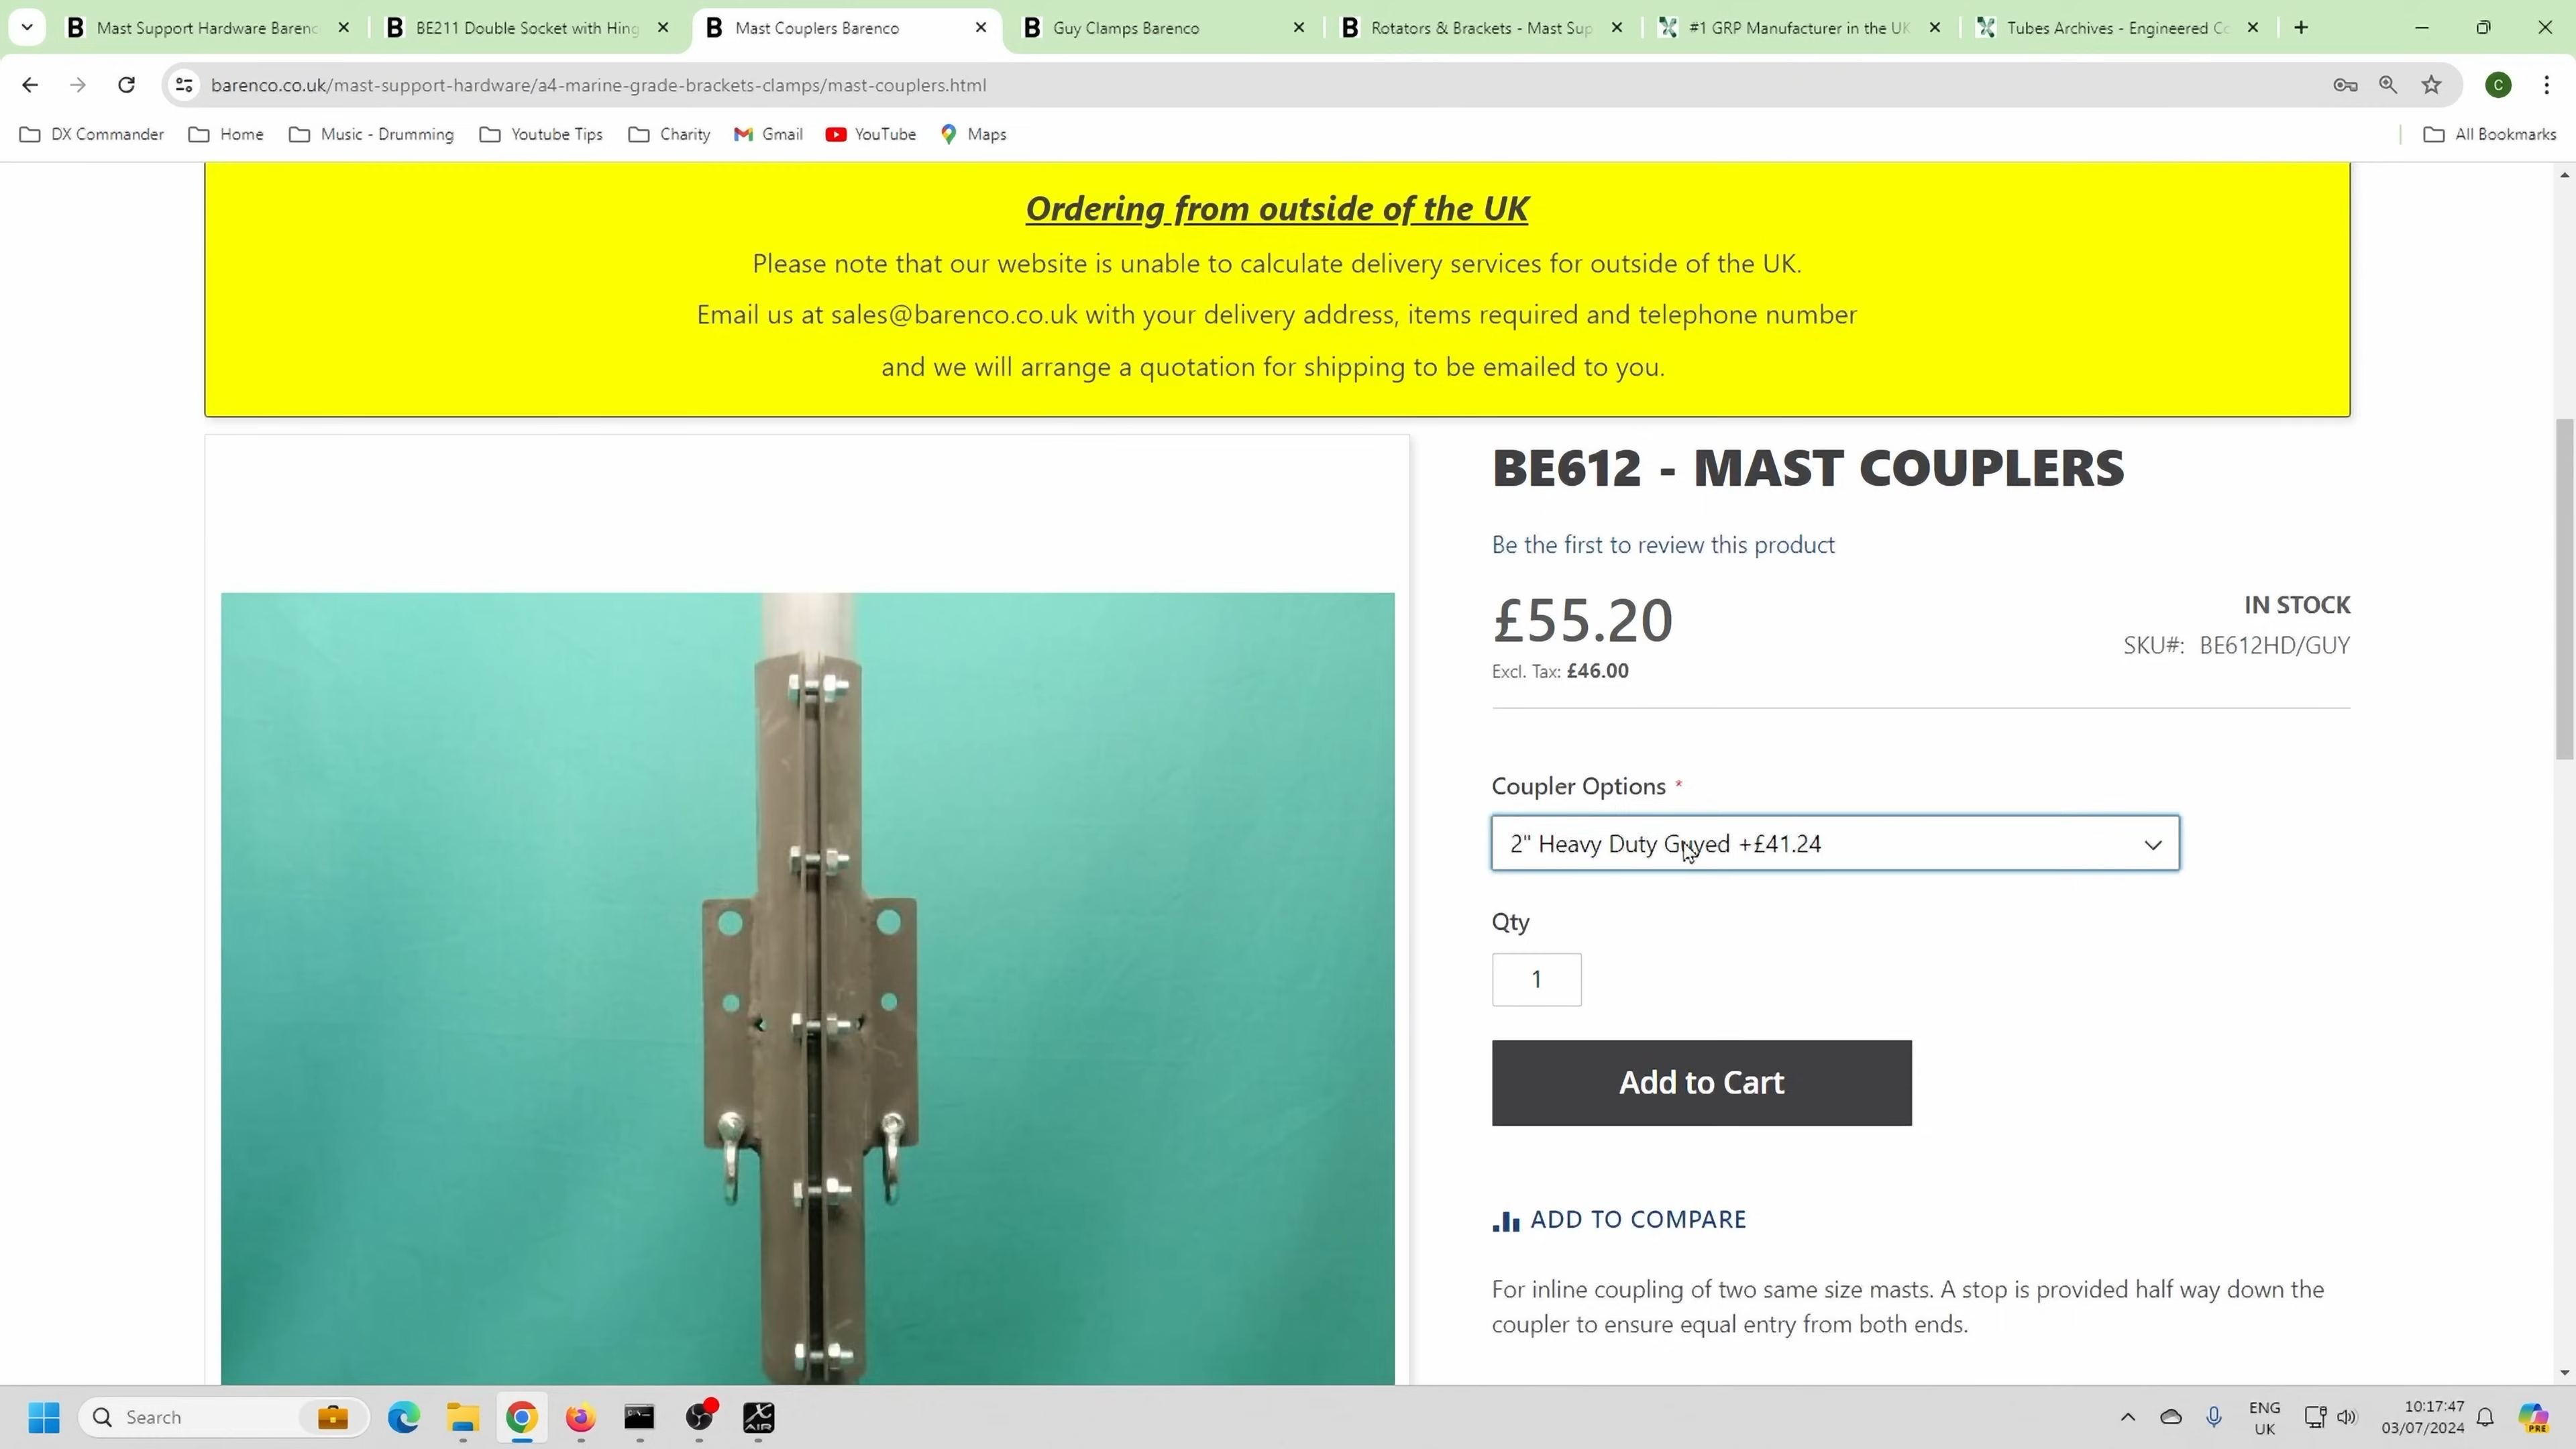 Mast Support Hardware Barenc
BE211 Double Socket with Hing
Mast Couplers Barenco
Guy Clamps Barenco
Rotators & Brackets - Mast Sup
#1 GRP Manufacturer in the UK
Tubes Archives - Engineered Co
barenco.co.uk/mast-support-hardware/a4-marine-grade-brackets-clamps/mast-couplers.html
C
DX Commander
Home
Music - Drumming
Youtube Tips
Charity
Gmail
YouTube
Maps
All Bookmarks
Ordering from outside of the UK
Please note that our website is unable to calculate delivery services for outside of the UK.
Email us at sales@barenco.co.uk with your delivery address, items required and telephone number
and we will arrange a quotation for shipping to be emailed to you.
BE612 - MAST COUPLERS
Be the first to review this product
£55.20
IN STOCK
Excl. Tax: £46.00
SKU#: BE612HD/GUY
Coupler Options *
2" Heavy Duty Guyed +£41.24
Qty
1
Add to Cart
ADD TO COMPARE
For inline coupling of two same size masts. A stop is provided half way down the
coupler to ensure equal entry from both ends.
Search
AIR
ENG
UK
10:17:47
03/07/2024
PRE